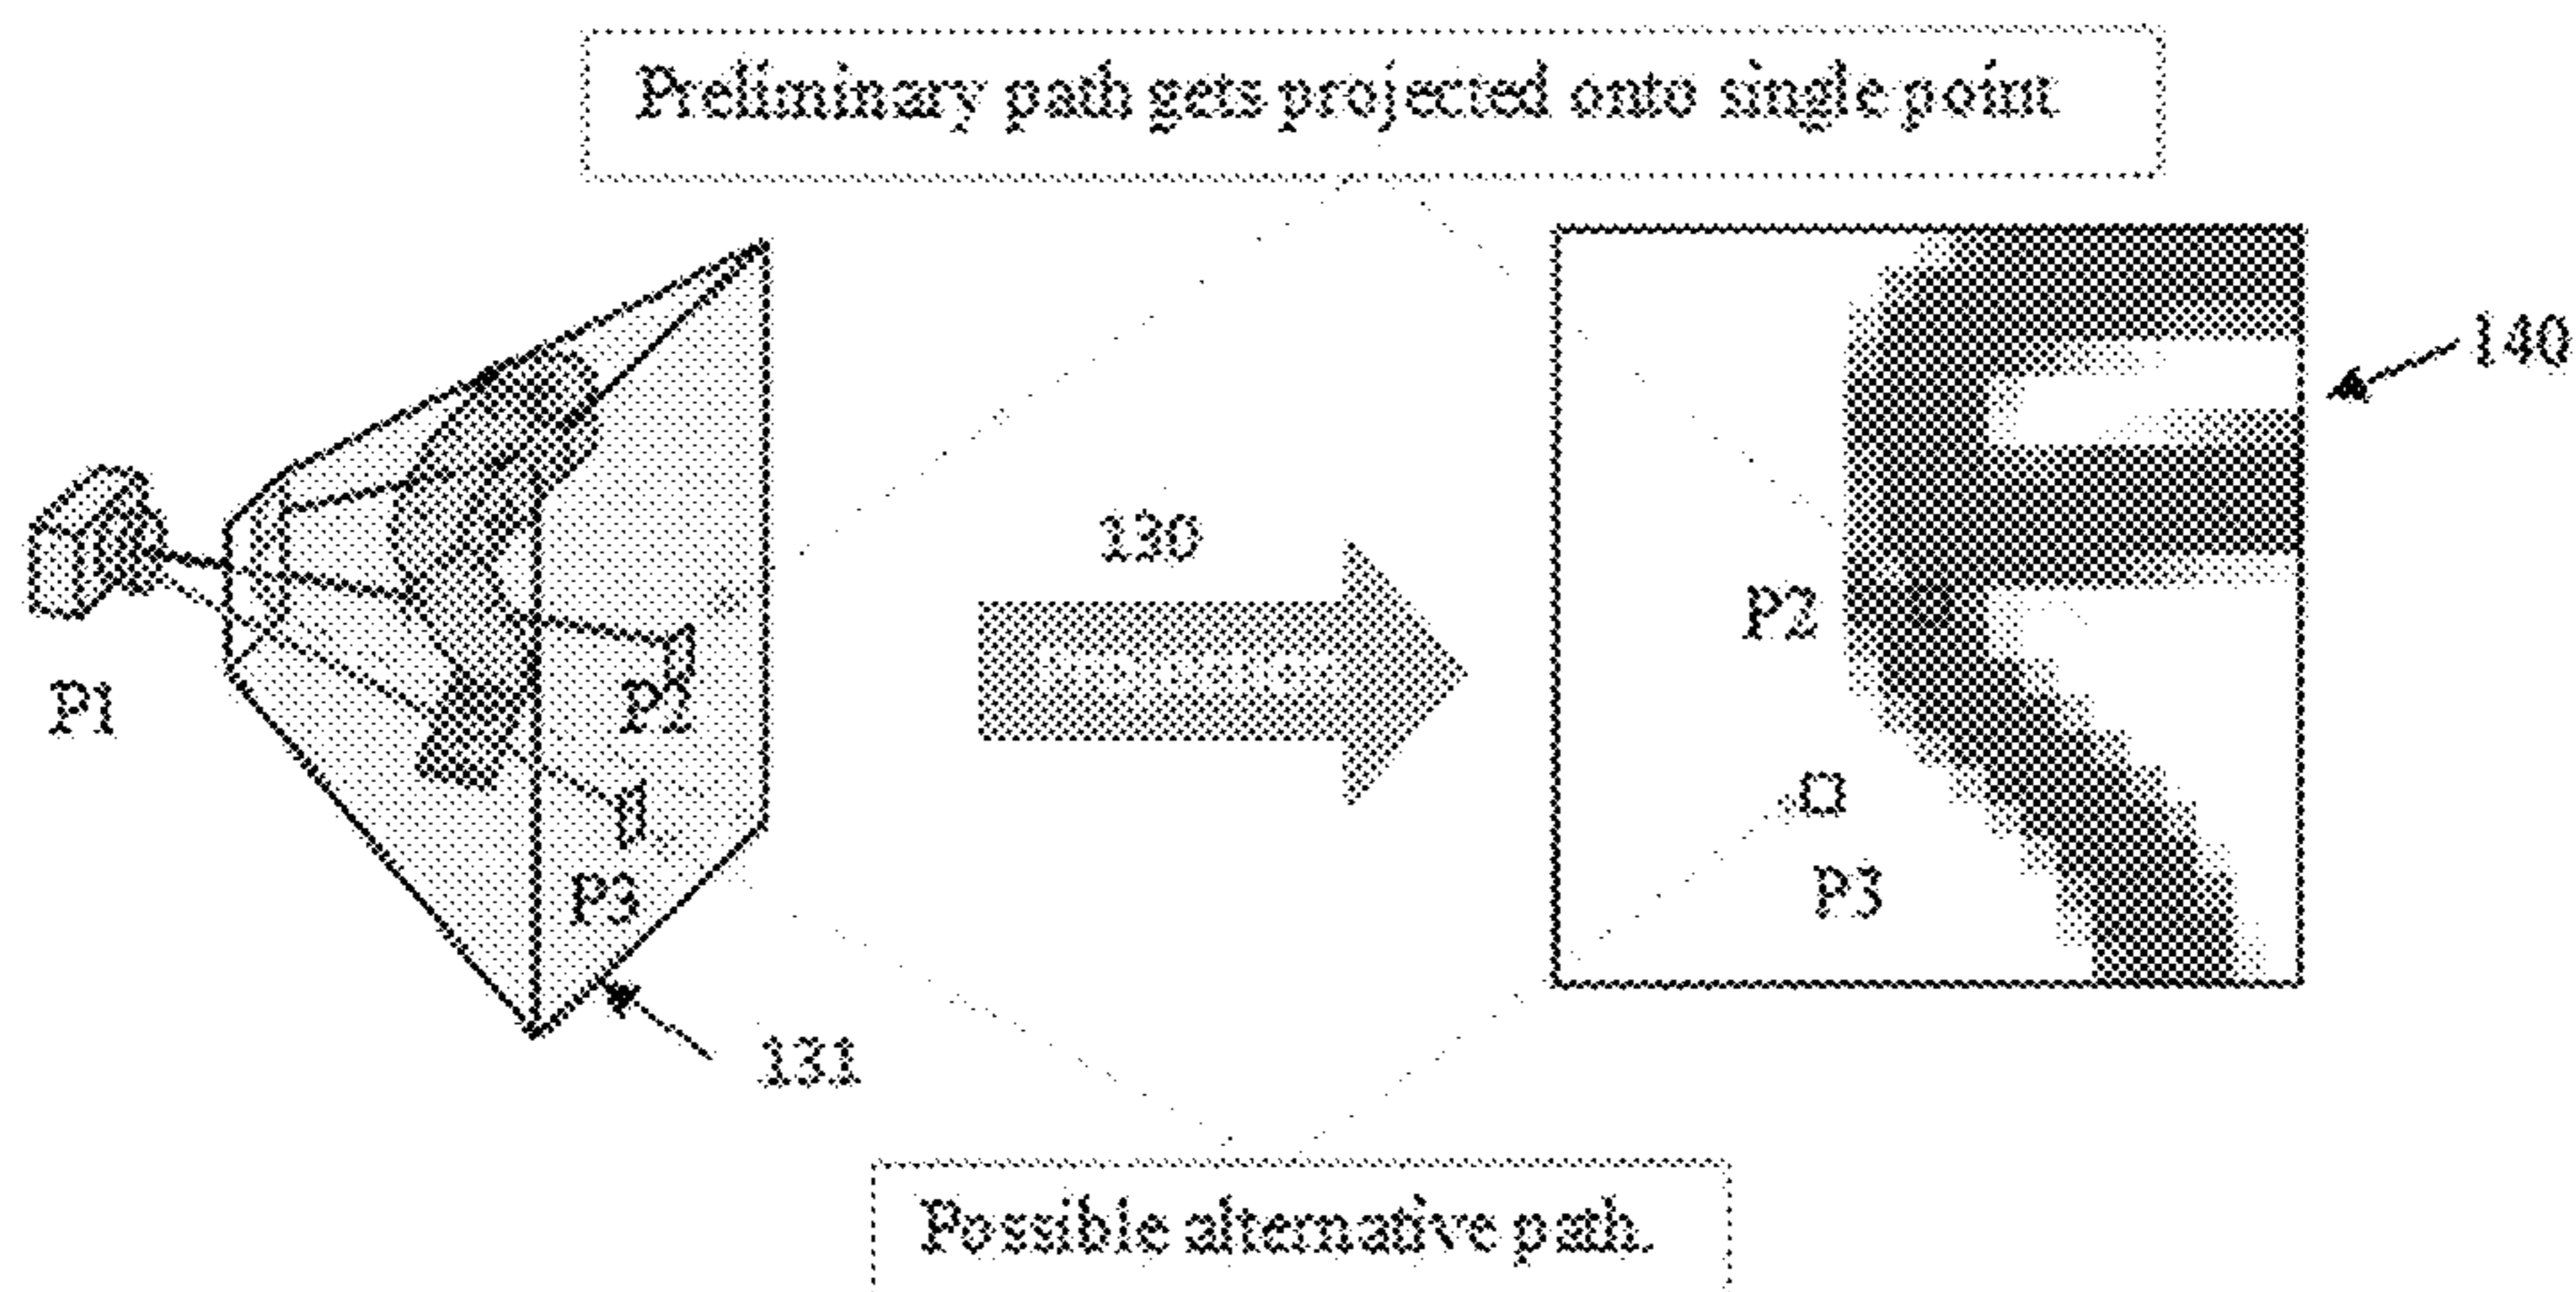 Preliminary path gets projected onto single point
140
130
P1
P2
P2
P3
P3
131
Possible alternative path.